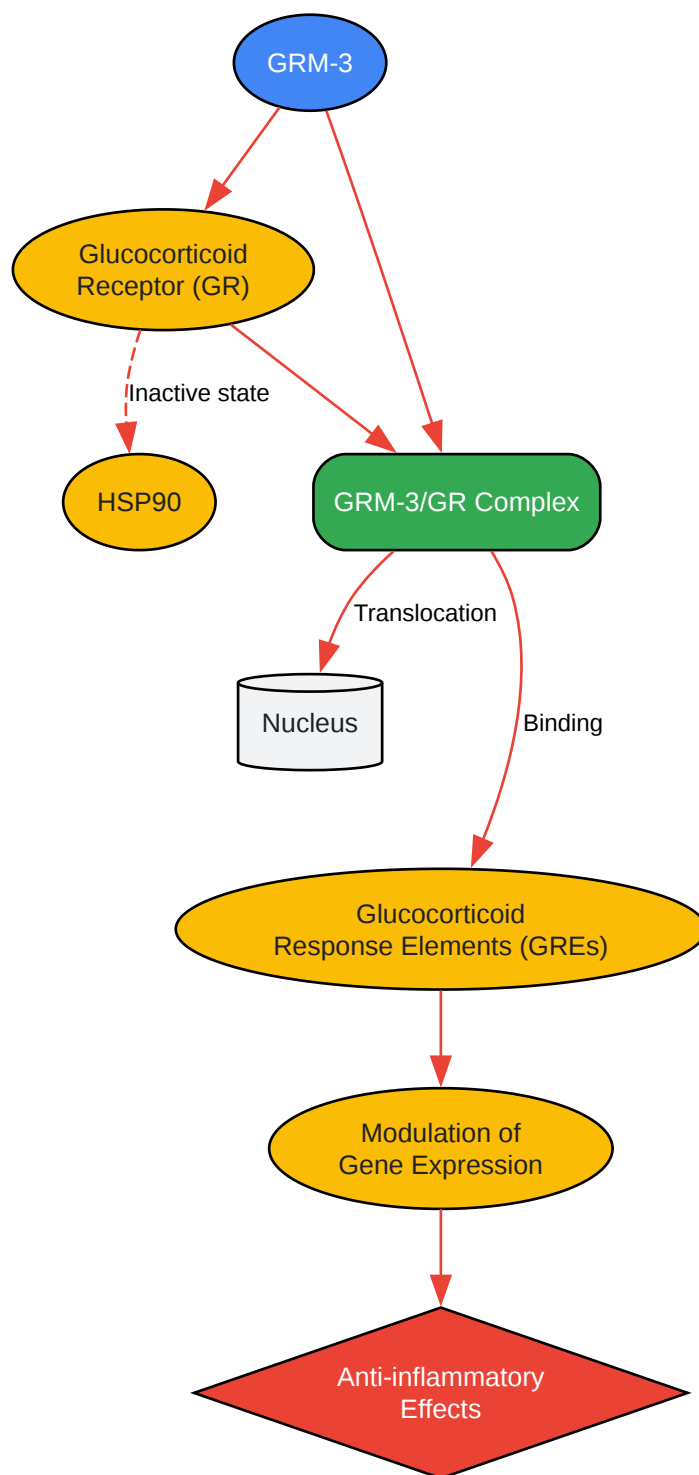 GRM-3
Glucocorticoid
Receptor (GR)
Inactive state
HSP90
GRM-3/GR Complex
Translocation
Nucleus
Binding
Glucocorticoid
Response Elements (GREs)
Modulation of
Gene Expression
Anti-inflammatory
Effects